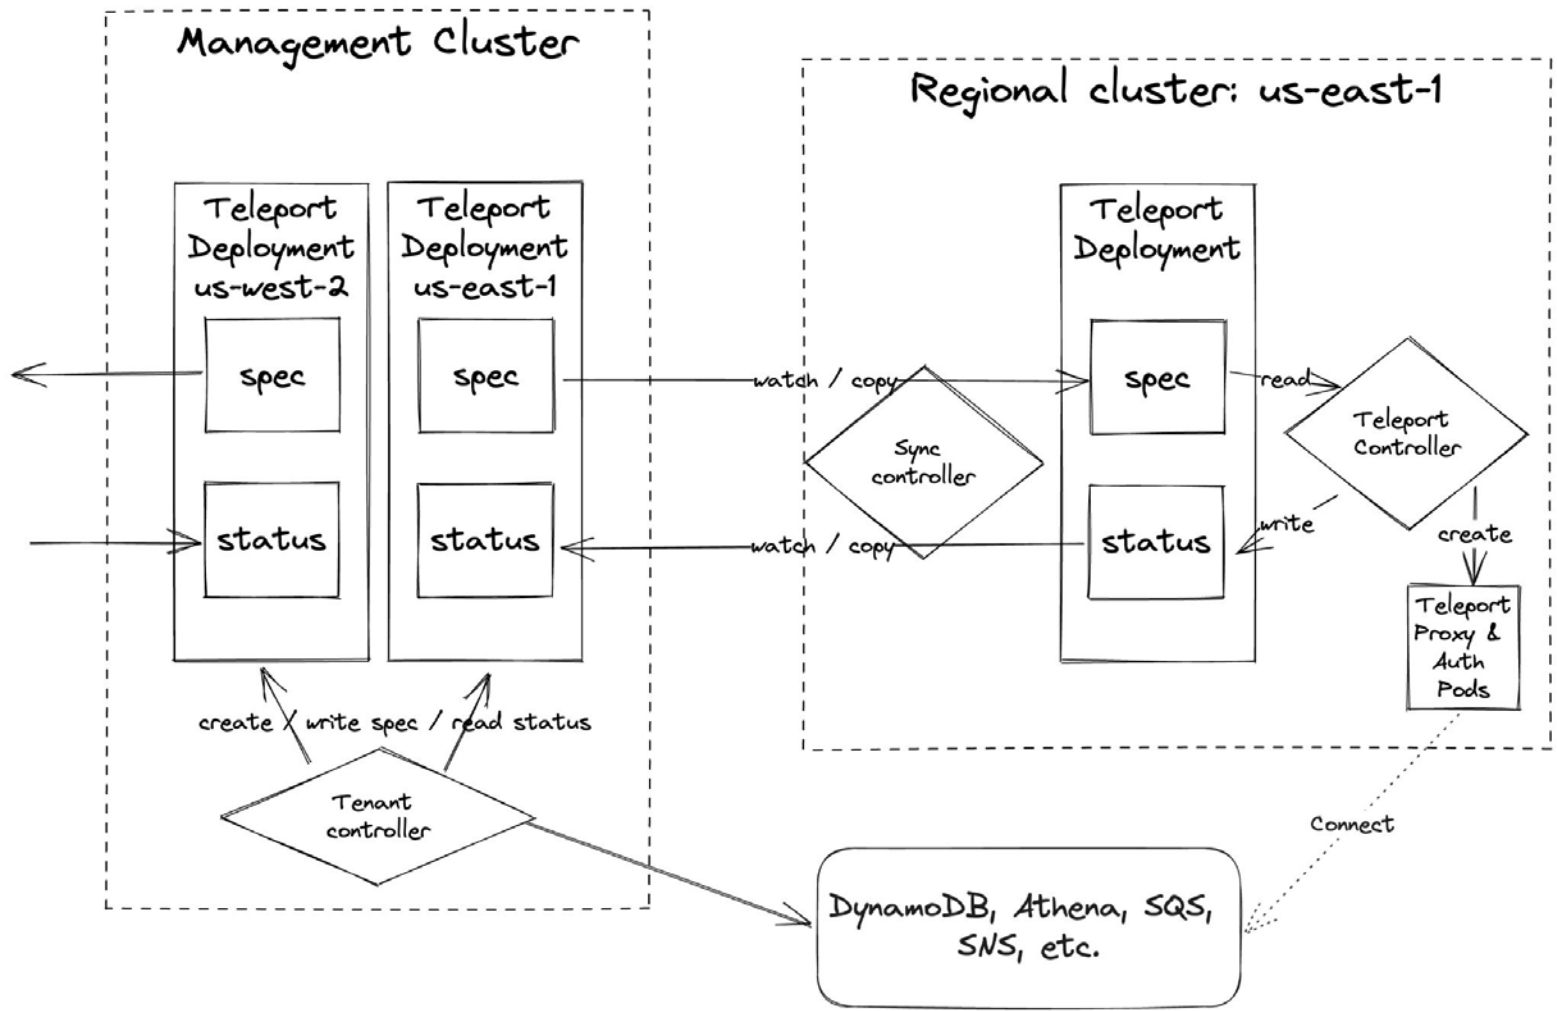 Management Cluster
Regional cluster: us-east-1
Teleport
Deployment
us-west-2
spec
status
Teleport
Deployment
us-east-1
spec
status
watch / copy
watch / copy
Sync
controller
Teleport
Deployment
spec
status
read
write
Teleport
Controller
create
Teleport
Proxy &
Auth
Pods
create / write spec / read status
Tenant
controller
Connect
DynamoDB, Athena, SQS,
SNS, etc.